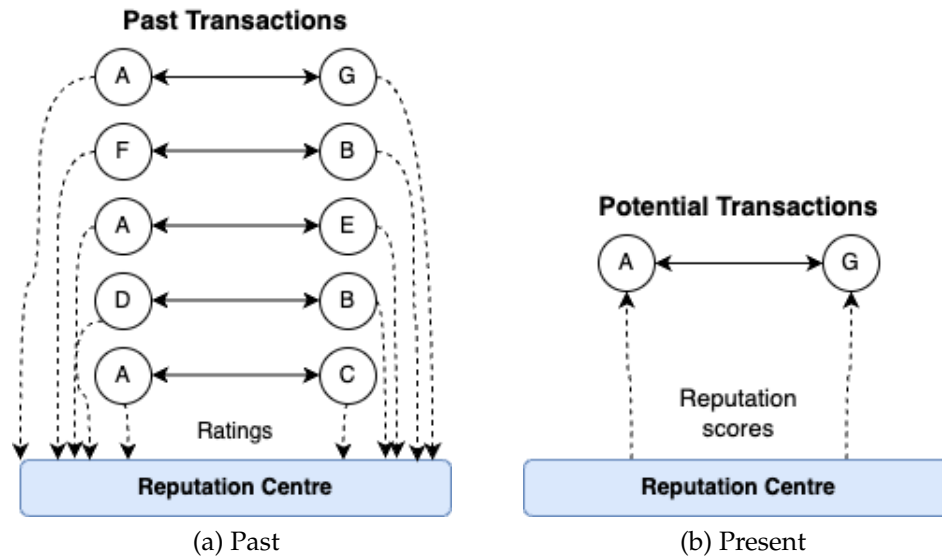 Past Transactions
A G
F B
A E
D B
A C
Ratings
Reputation Centre
(a) Past
Potential Transactions
A G
Reputation
scores
Reputation Centre
(b) Present